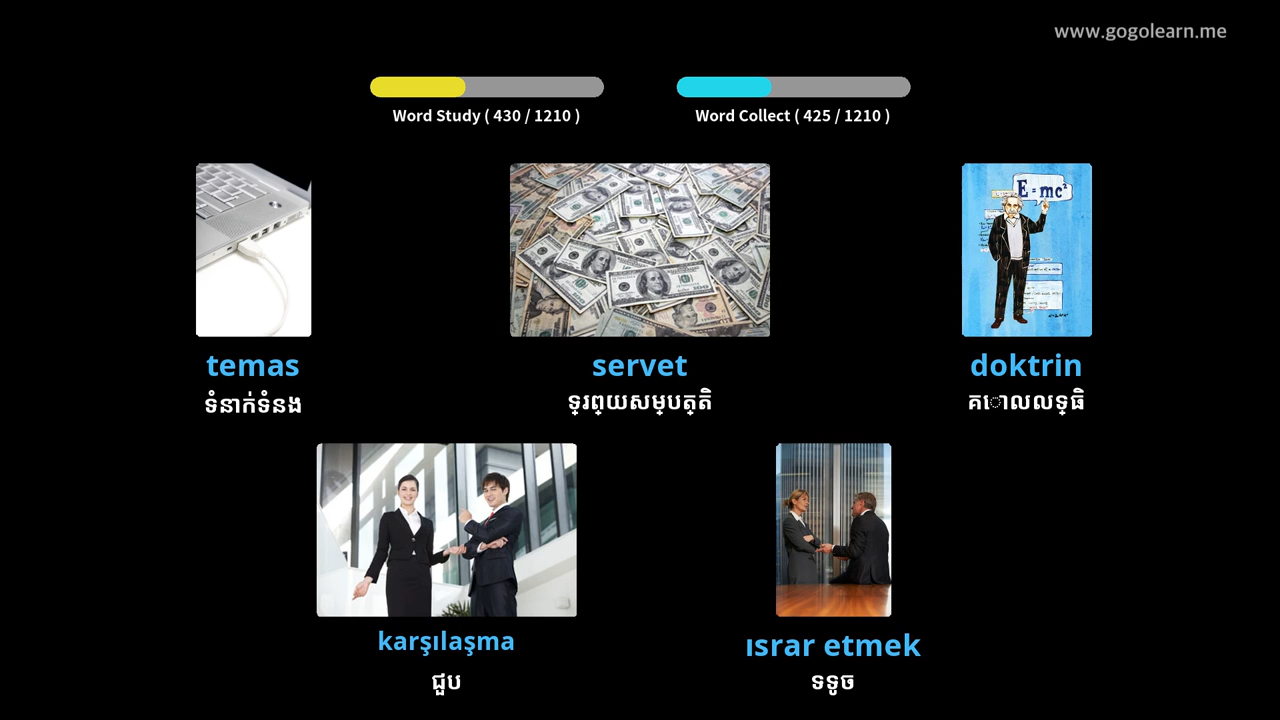 www.gogolearn.me
Word Study ( 430 / 1210 )
Word Collect ( 425 / 1210 )
E = mc²
temas
servet
doktrin
ទំនាក់ទំនង
ទ្រព្យសម្បត្តិ
គោលលទ្ធិ
karşılaşma
ısrar etmek
ជួប
ទទូច